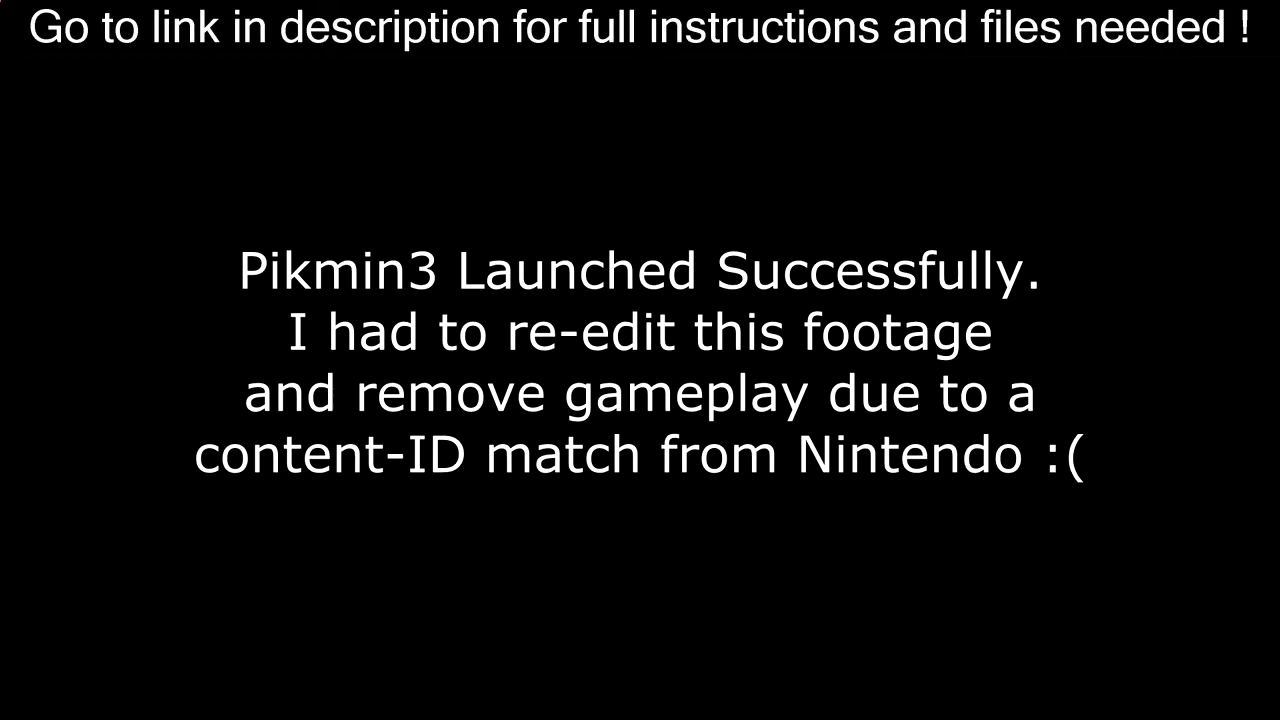 Go to link in description for full instructions and files needed !
Pikmin3 Launched Successfully.
I had to re-edit this footage
and remove gameplay due to a
content-ID match from Nintendo :(